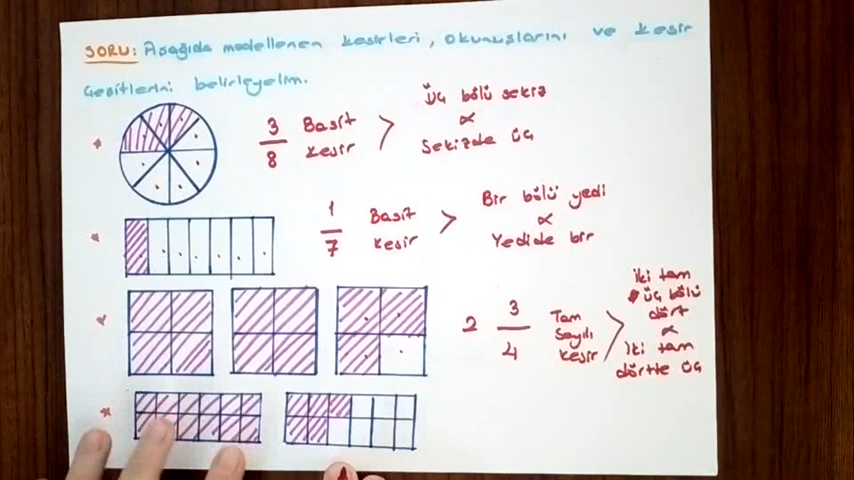 SORU: Aşağıda modellenen kesirleri, okunuşlarını ve kesir
çeşitlerini belirleyelim.
3
8
Basit
kesir
>
üç bölü sekiz
∝
Sekizde üç
1
7
Basit
kesir
>
Bir bölü yedi
∝
Yedide bir
2 3
4
Tam
Sayılı
kesir
>
iki tam
üç bölü
dört
∝
iki tam
dörtte üç